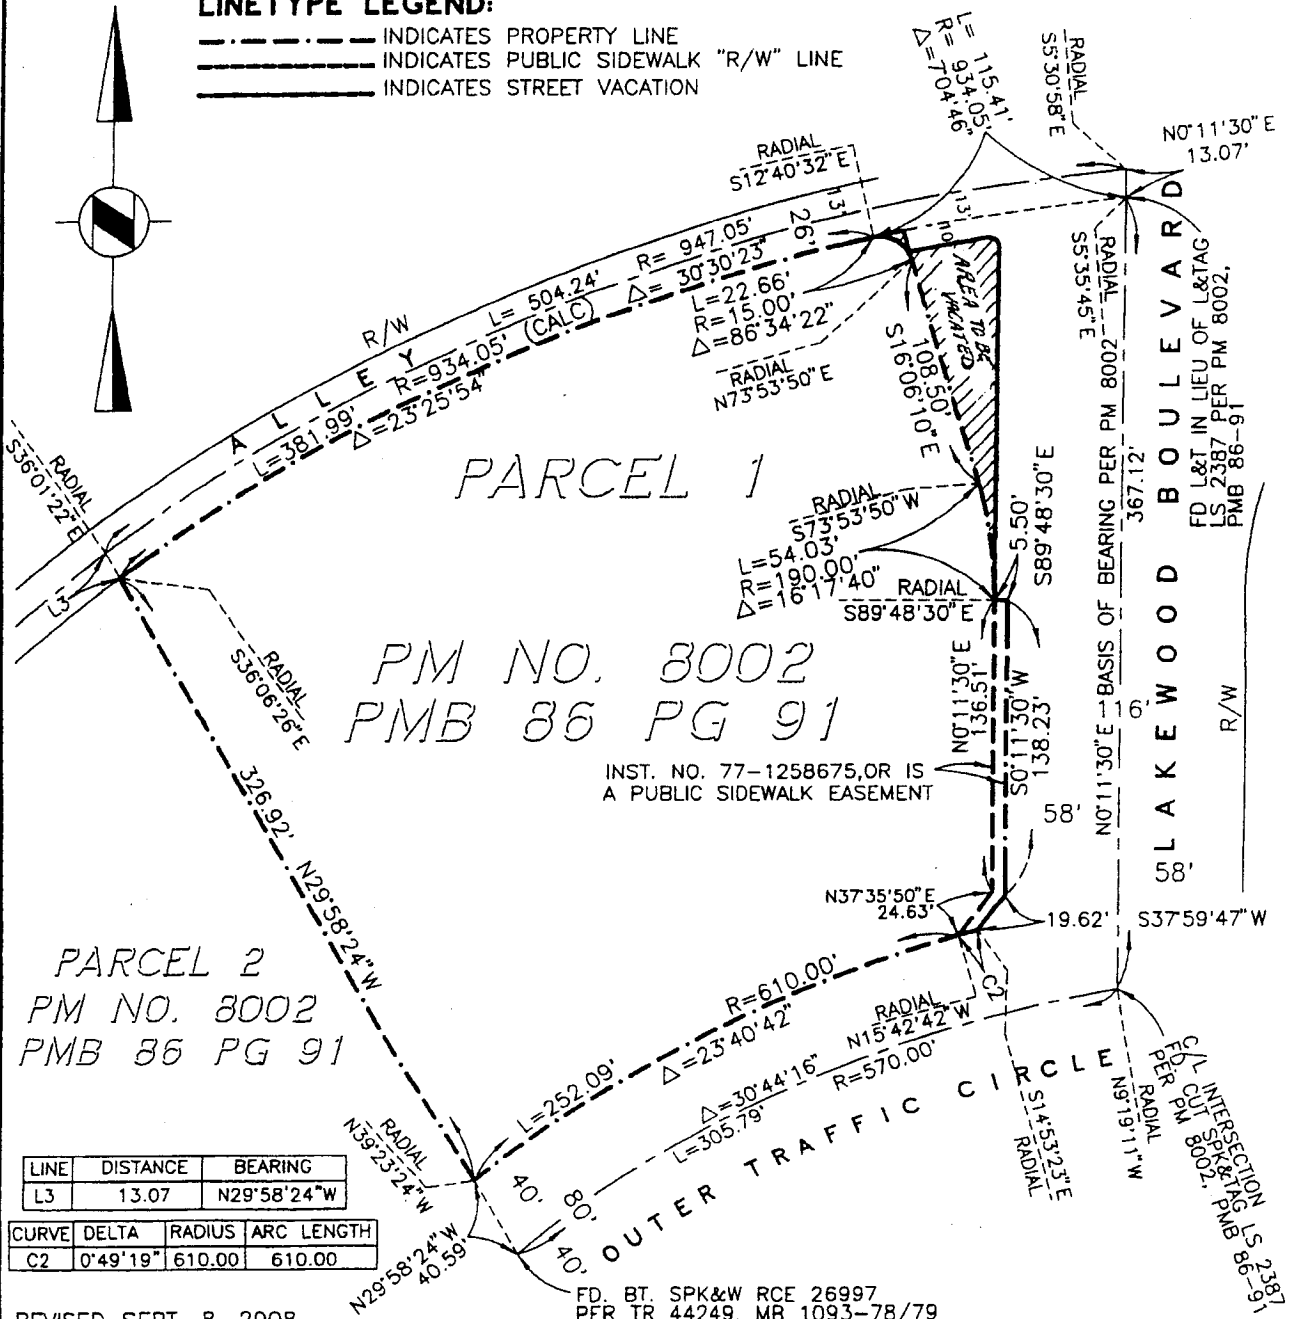 LINETYPE LEGEND:
INDICATES PROPERTY LINE
INDICATES PUBLIC SIDEWALK "R/W" LINE
INDICATES STREET VACATION
L= 115.41'
R= 934.05'
Δ=7°04'46"
RADIAL
S5°30'58"E
N0°11'30"E
13.07'
RADIAL
S12°40'32"E
13'
26'
13'
R/W
L= 504.24'
R= 947.05'
Δ= 30°30'23"
(CALC)
ALLEY
L=381.99'
R=934.05'
Δ=23°25'54"
L=22.66'
R=15.00'
Δ=86°34'22"
RADIAL
N73°53'50"E
AREA TO BE
VACATED
108.50'
S16°06'10"E
RADIAL
S5°35'45"E
FD L&T IN LIEU OF L&TAG
LS 2387 PER PM 8002,
PMB 86-91
LAKEWOOD BOULEVARD
N0°11'30"E BASIS OF BEARING PER PM 8002
367.12'
116'
R/W
RADIAL
S36°01'22"E
L3
RADIAL
S36°06'26"E
PARCEL 1
RADIAL
S73°53'50"W
L=54.03'
R=190.00'
Δ=16°17'40"
RADIAL
S89°48'30"E
5.50'
S89°48'30"E
PM NO. 8002
PMB 86 PG 91
N0°11'30"E
136.51'
S0°11'30"W
138.23'
INST. NO. 77-1258675,OR IS
A PUBLIC SIDEWALK EASEMENT
58'
58'
326.92'
N29°58'24"W
N37°35'50"E
24.63'
19.62'
S37°59'47"W
PARCEL 2
PM NO. 8002
PMB 86 PG 91
R=610.00'
Δ=23°40'42"
L=252.09'
C2
RADIAL
N15°42'42"W
Δ=30°44'16"
L=305.79'
R=570.00'
OUTER TRAFFIC CIRCLE
S14°53'23"E
RADIAL
RADIAL
N9°19'11"W
C/L INTERSECTION
FD. CUT SPK&TAG LS 2387
PER PM 8002, PMB 86-91
RADIAL
N39°23'24"W
40'
80'
40'
N29°58'24"W
40.59'
LINE DISTANCE BEARING
L3 13.07 N29°58'24"W
CURVE DELTA RADIUS ARC LENGTH
C2 0°49'19" 610.00 610.00
FD. BT. SPK&W RCE 26997
PER TR 44249, MB 1093-78/79
REVISED SEPT. 8, 2008